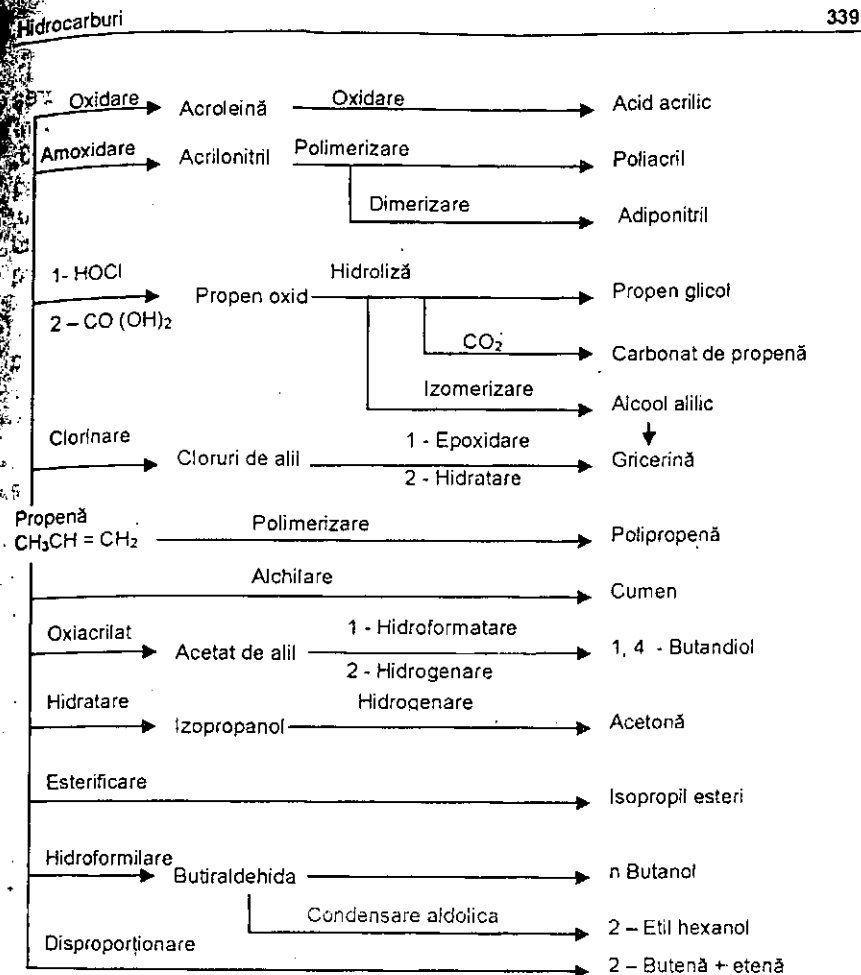 Hidrocarburi 339
Oxidare Acroleină Oxidare Acid acrilic
Amoxidare Acrilonitril Polimerizare Poliacril
Dimerizare Adiponitril
1- HOCl Hidroliză
Propen oxid Propen glicol
2 – CO (OH)₂
CO₂ Carbonat de propenă
Izomerizare Alcool alilic
Clorinare 1 - Epoxidare
Cloruri de alil Gricerină
2 - Hidratare
Propenă Polimerizare Polipropenă
CH₃CH = CH₂
Alchilare Cumen
Oxiacrilat 1 - Hidroformatare
Acetat de alil 1, 4 - Butandiol
2 - Hidrogenare
Hidratare Hidrogenare
Izopropanol Acetonă
Esterificare Isopropil esteri
Hidroformilare
Butiraldehida n Butanol
Condensare aldolica 2 – Etil hexanol
Disproporționare 2 – Butenă + etenă